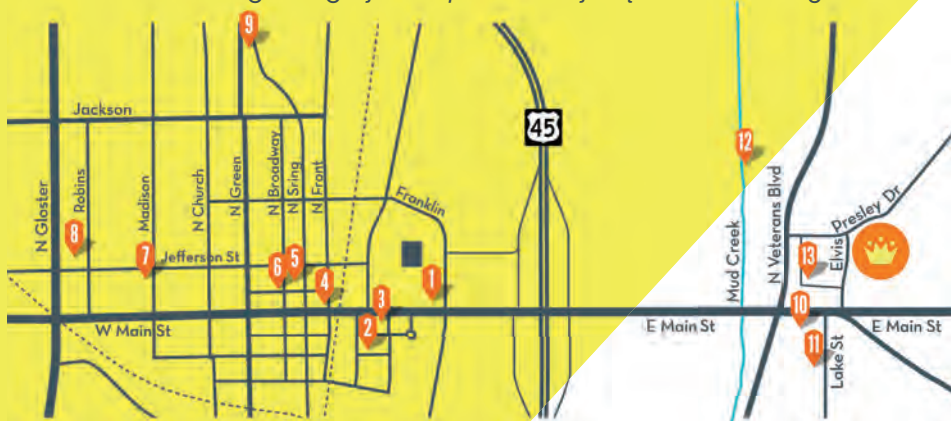 9
Jackson
45
12
N Gloster
Robins
Madison
N Church
N Green
N Broadway
N Sring
N Front
Franklin
Mud Creek
N Veterans Blvd
Elvis
Presley Dr
8
7
Jefferson St
6
5
4
3
1
2
13
10
11
W Main St
E Main St
E Main St
Lake St